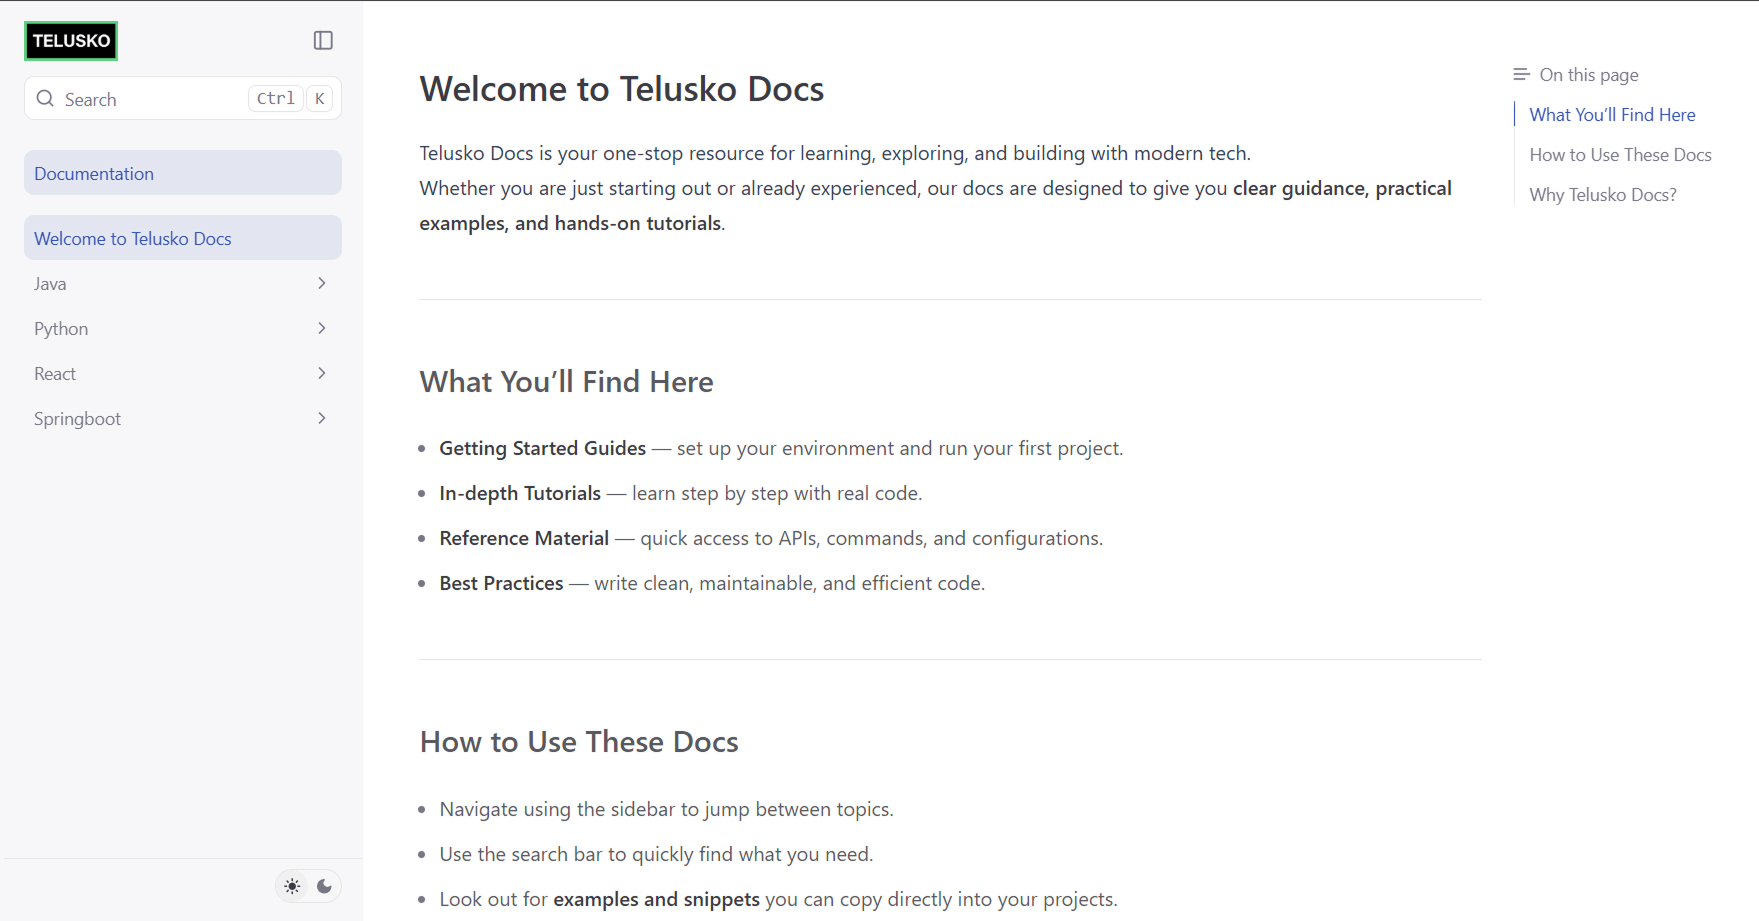 TELUSKO
Search Ctrl K
Documentation
Welcome to Telusko Docs
Java
Python
React
Springboot
Welcome to Telusko Docs
Telusko Docs is your one-stop resource for learning, exploring, and building with modern tech.
Whether you are just starting out or already experienced, our docs are designed to give you clear guidance, practical
examples, and hands-on tutorials.
What You’ll Find Here
Getting Started Guides — set up your environment and run your first project.
In-depth Tutorials — learn step by step with real code.
Reference Material — quick access to APIs, commands, and configurations.
Best Practices — write clean, maintainable, and efficient code.
How to Use These Docs
Navigate using the sidebar to jump between topics.
Use the search bar to quickly find what you need.
Look out for examples and snippets you can copy directly into your projects.
On this page
What You’ll Find Here
How to Use These Docs
Why Telusko Docs?